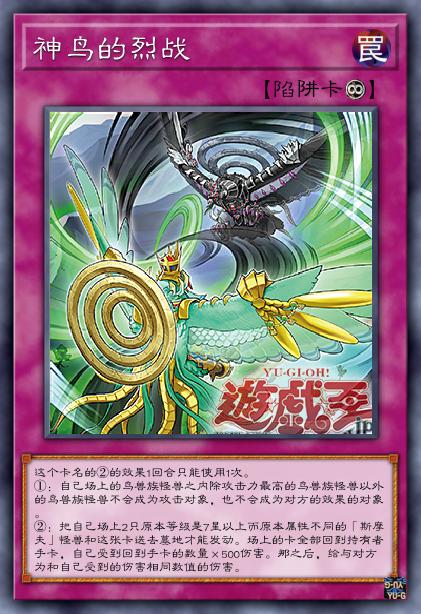 神鸟的烈战
罠
【陷阱卡】
YU-GI-OH!
遊戯王
.jp
这个卡名的②的效果1回合只能使用1次。
①：自己场上的鸟兽族怪兽之内除攻击力最高的鸟兽族怪兽以外
的鸟兽族怪兽不会成为攻击对象，也不会成为对方的效果的对象
。
②：把自己场上2只原本等级是7星以上而原本属性不同的「斯摩
夫」怪兽和这张卡送去墓地才能发动。场上的卡全部回到持有者
手卡，自己受到回到手卡的数量×500伤害。那之后，给与对方
为和自己受到的伤害相同数值的伤害。
YU-G